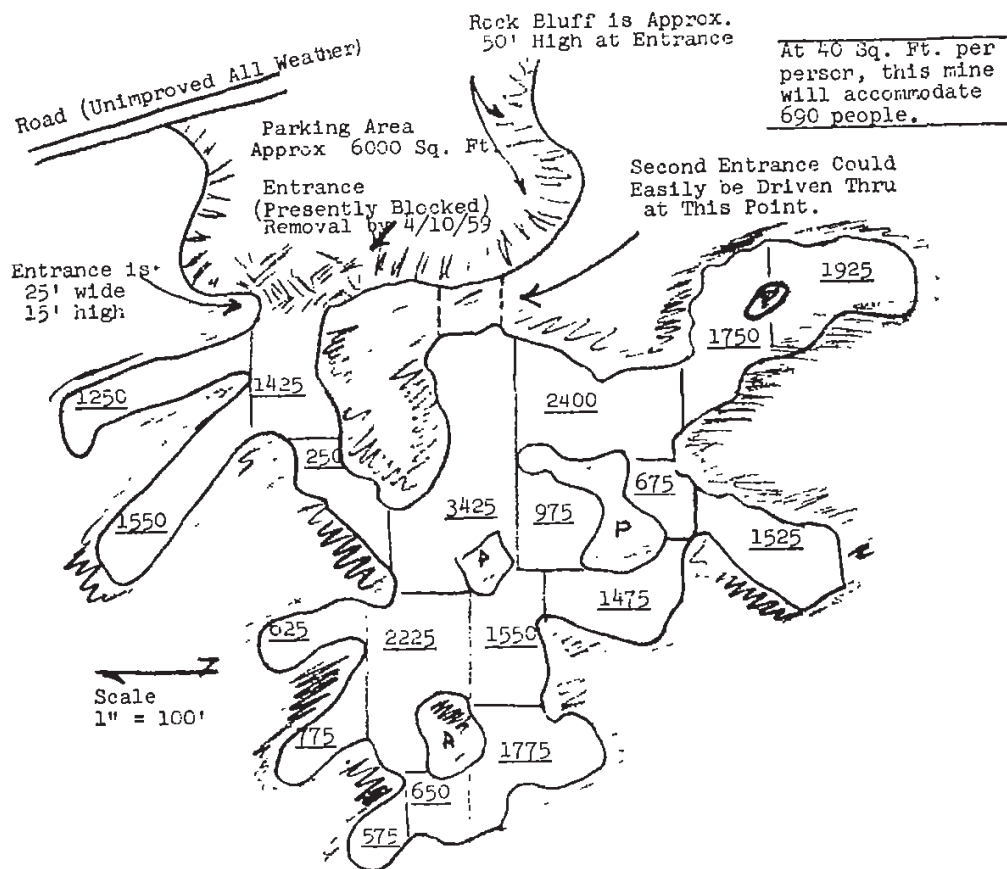 Rock Bluff is Approx.
50' High at Entrance
At 40 Sq. Ft. per
person, this mine
will accommodate
690 people.
Road (Unimproved All Weather)
Parking Area
Approx 6000 Sq. Ft.
Entrance
(Presently Blocked)
Removal by 4/10/59
Second Entrance Could
Easily be Driven Thru
at This Point.
Entrance is
25' wide
15' high
1925
P
1750
1250
1425
2400
250
675
3425
975
P
1550
1525
1475
625
2225
1550
Scale
1" = 100'
775
1775
650
575